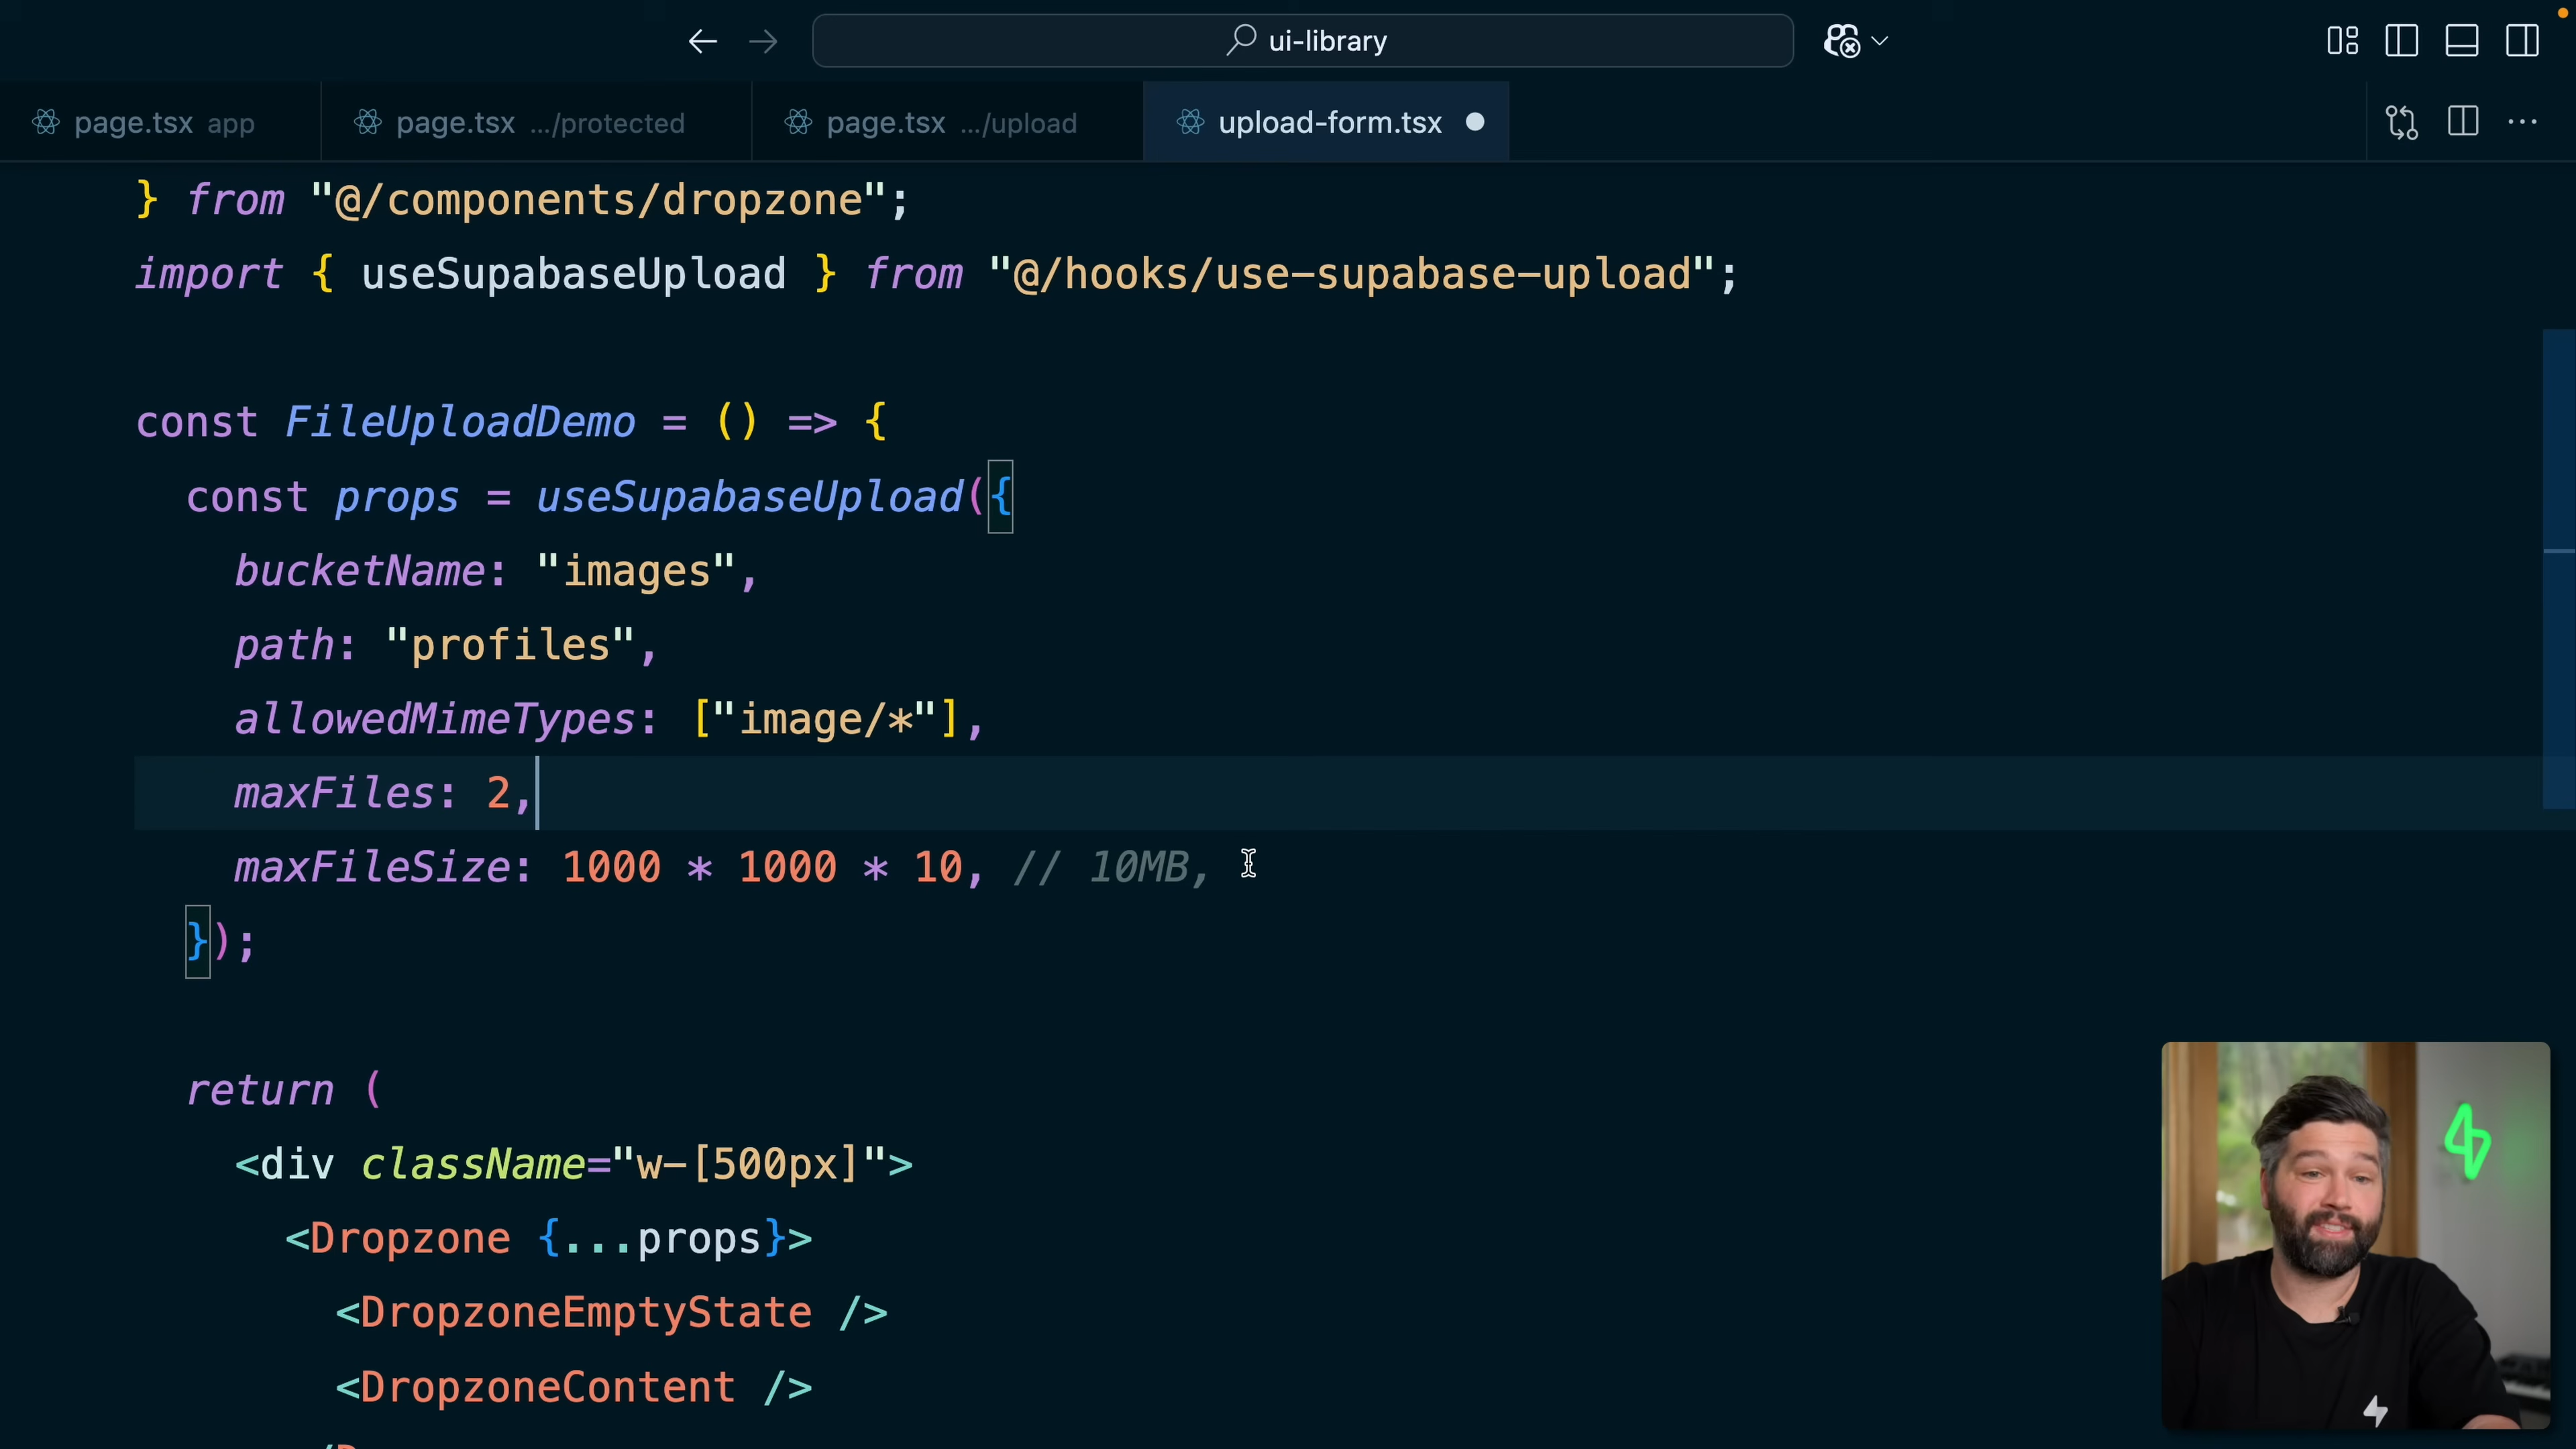 ui-library
page.tsx app
page.tsx .../protected
page.tsx .../upload
upload-form.tsx
} from "@/components/dropzone";
import { useSupabaseUpload } from "@/hooks/use-supabase-upload";
const FileUploadDemo = () => {
const props = useSupabaseUpload({
bucketName: "images",
path: "profiles",
allowedMimeTypes: ["image/*"],
maxFiles: 2,
maxFileSize: 1000 * 1000 * 10, // 10MB,
});
return (
<div className="w-[500px]">
<Dropzone {...props}>
<DropzoneEmptyState />
<DropzoneContent />